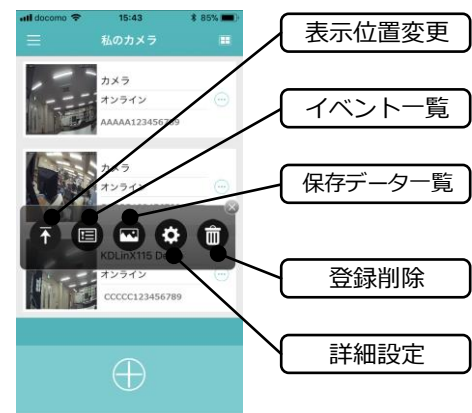 docomo 15:43 85%
私のカメラ
表示位置変更
カメラ
オンライン
AAAAA123456789
イベント一覧
カメラ
オンライン
保存データ一覧
KDLinX115 De
オンライン
CCCCC123456789
登録削除
詳細設定